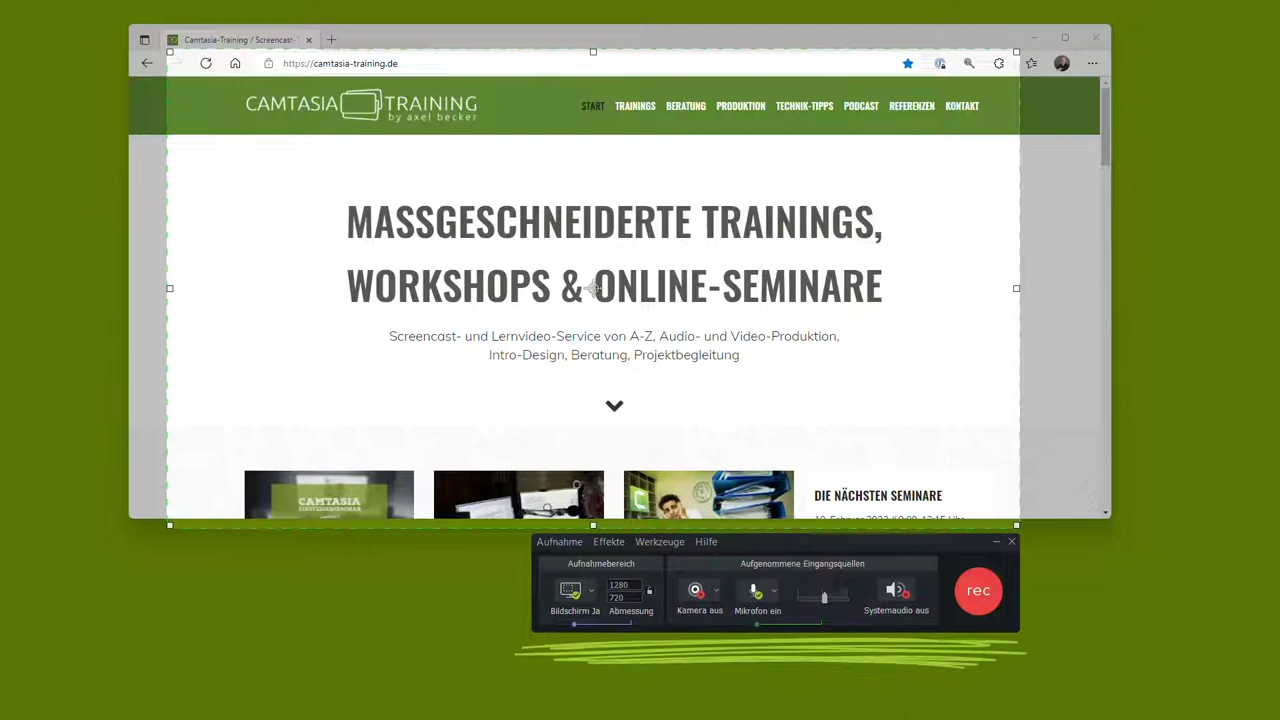 Camtasia-Training / Screencast-T
https://camtasia-training.de
CAMTASIA TRAINING
by axel becker
START TRAININGS BERATUNG PRODUKTION TECHNIK-TIPPS PODCAST REFERENZEN KONTAKT
MASSGESCHNEIDERTE TRAININGS,
WORKSHOPS & ONLINE-SEMINARE
Screencast- und Lernvideo-Service von A-Z, Audio- und Video-Produktion,
Intro-Design, Beratung, Projektbegleitung
CAMTASIA
EINSTEIGERSEMINAR
DIE NÄCHSTEN SEMINARE
Aufnahme Effekte Werkzeuge Hilfe
Aufnahmebereich Aufgenommene Eingangsquellen
1280
720
rec
Bildschirm Ja Abmessung Kamera aus Mikrofon ein Systemaudio aus